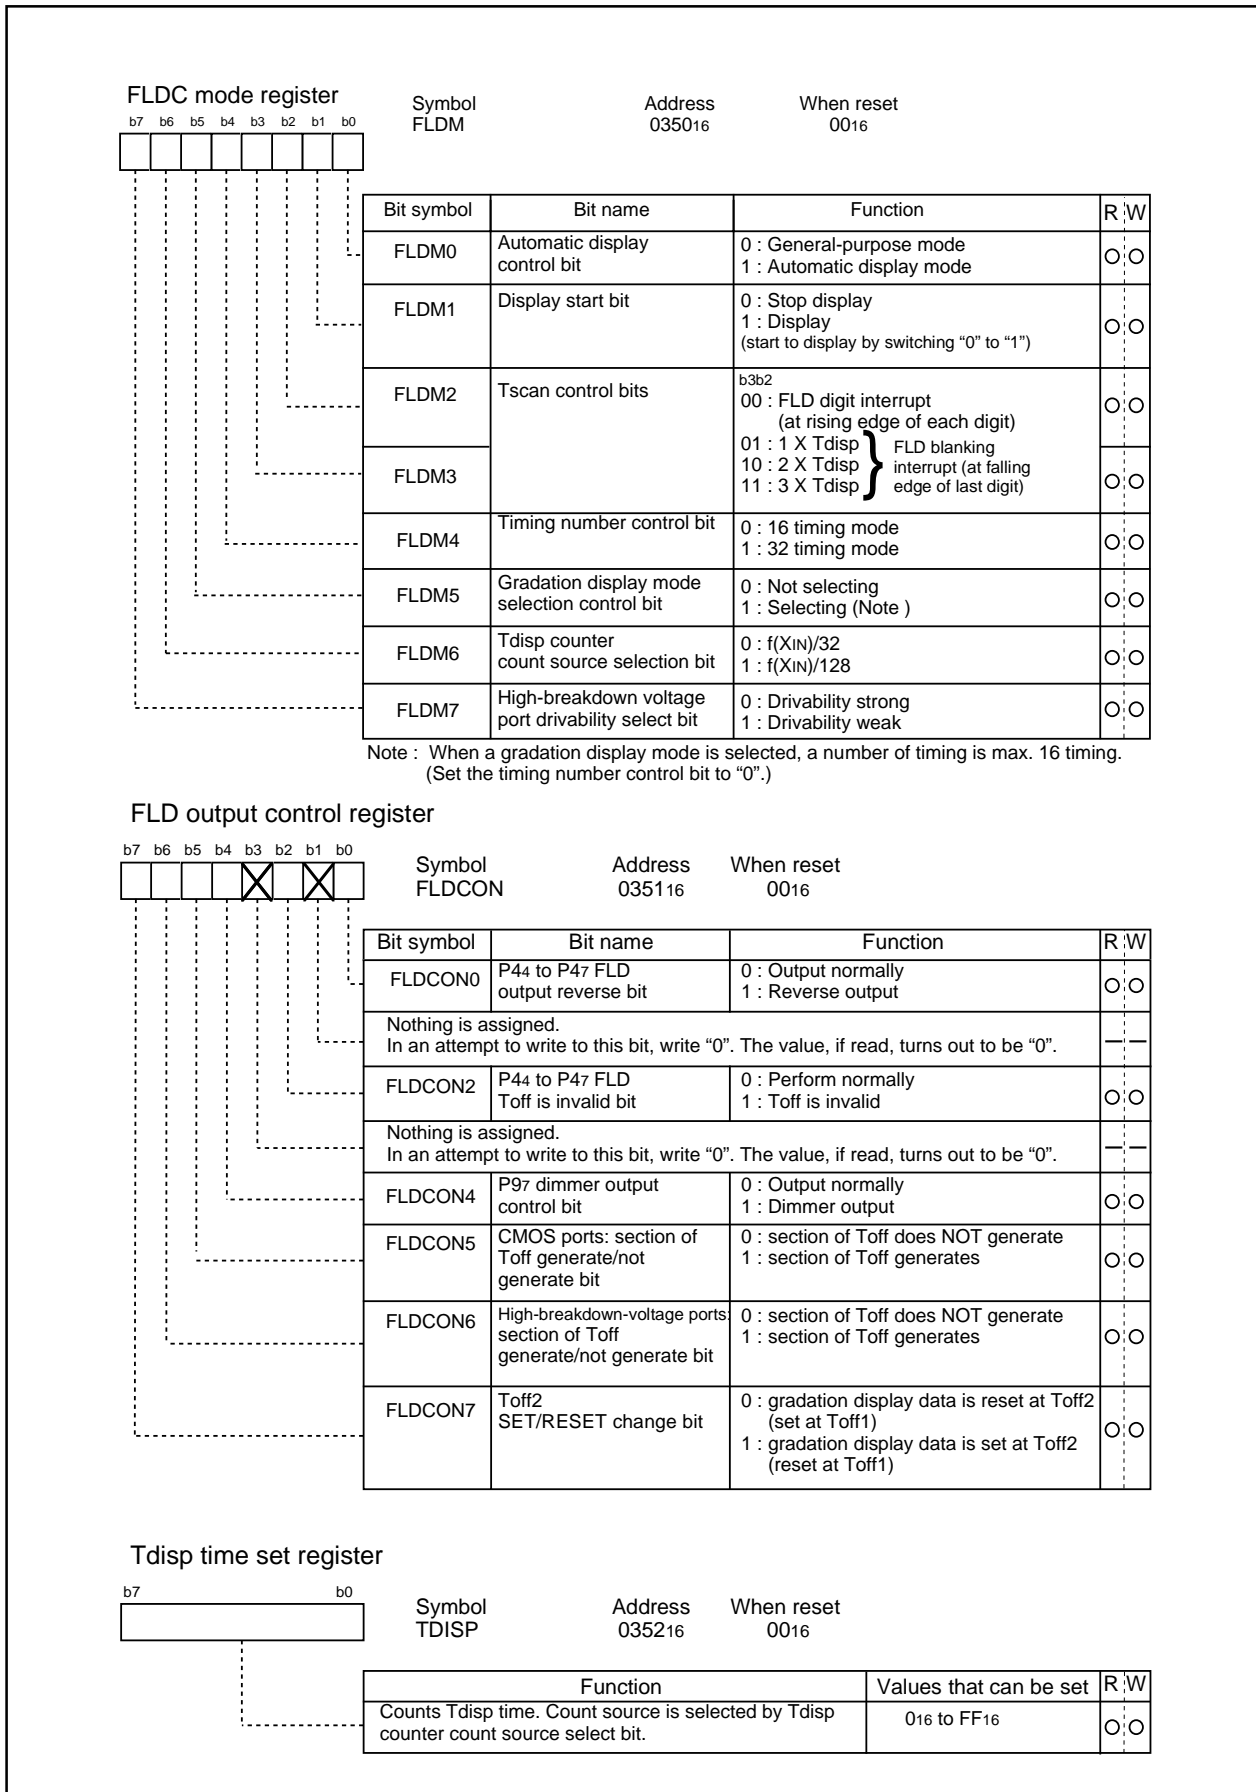 FLDC mode register
Symbol Address When reset
b7 b6 b5 b4 b3 b2 b1 b0
FLDM 035016 0016
Bit symbol Bit name Function R W
FLDM0 Automatic display control bit 0 : General-purpose mode
1 : Automatic display mode
FLDM1 Display start bit 0 : Stop display
1 : Display
(start to display by switching “0” to “1”)
FLDM2 Tscan control bits b3b2
00 : FLD digit interrupt
(at rising edge of each digit)
01 : 1 X Tdisp
10 : 2 X Tdisp
11 : 3 X Tdisp
} FLD blanking
interrupt (at falling
edge of last digit)
FLDM3
FLDM4 Timing number control bit 0 : 16 timing mode
1 : 32 timing mode
FLDM5 Gradation display mode
selection control bit 0 : Not selecting
1 : Selecting (Note )
FLDM6 Tdisp counter
count source selection bit 0 : f(XIN)/32
1 : f(XIN)/128
FLDM7 High-breakdown voltage
port drivability select bit 0 : Drivability strong
1 : Drivability weak
Note : When a gradation display mode is selected, a number of timing is max. 16 timing.
(Set the timing number control bit to “0”.)
FLD output control register
b7 b6 b5 b4 b3 b2 b1 b0
Symbol Address When reset
FLDCON 035116 0016
Bit symbol Bit name Function R W
FLDCON0 P44 to P47 FLD
output reverse bit 0 : Output normally
1 : Reverse output
Nothing is assigned.
In an attempt to write to this bit, write “0”. The value, if read, turns out to be “0”.
FLDCON2 P44 to P47 FLD
Toff is invalid bit 0 : Perform normally
1 : Toff is invalid
Nothing is assigned.
In an attempt to write to this bit, write “0”. The value, if read, turns out to be “0”.
FLDCON4 P97 dimmer output
control bit 0 : Output normally
1 : Dimmer output
FLDCON5 CMOS ports: section of
Toff generate/not
generate bit 0 : section of Toff does NOT generate
1 : section of Toff generates
FLDCON6 High-breakdown-voltage ports:
section of Toff
generate/not generate bit 0 : section of Toff does NOT generate
1 : section of Toff generates
FLDCON7 Toff2
SET/RESET change bit 0 : gradation display data is reset at Toff2
(set at Toff1)
1 : gradation display data is set at Toff2
(reset at Toff1)
Tdisp time set register
b7 b0
Symbol Address When reset
TDISP 035216 0016
Function Values that can be set R W
Counts Tdisp time. Count source is selected by Tdisp
counter count source select bit. 016 to FF16